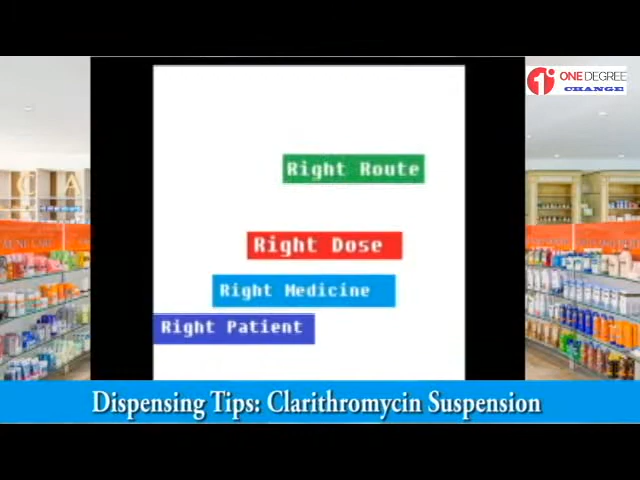 ONE DEGREE
CHANGE
Right Route
Right Dose
Right Medicine
Right Patient
Dispensing Tips: Clarithromycin Suspension